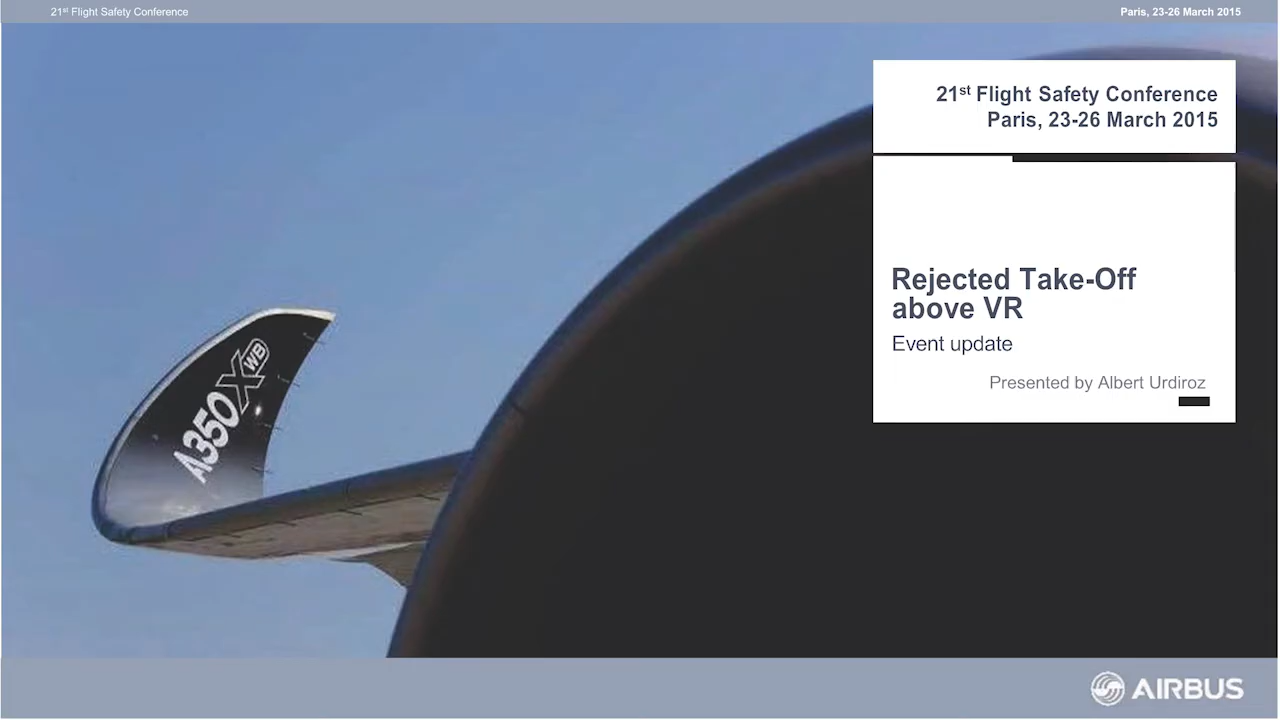 21st Flight Safety Conference
Paris, 23-26 March 2015
21st Flight Safety Conference
Paris, 23-26 March 2015
Rejected Take-Off
above VR
Event update
Presented by Albert Urdiroz
A350XWB
AIRBUS